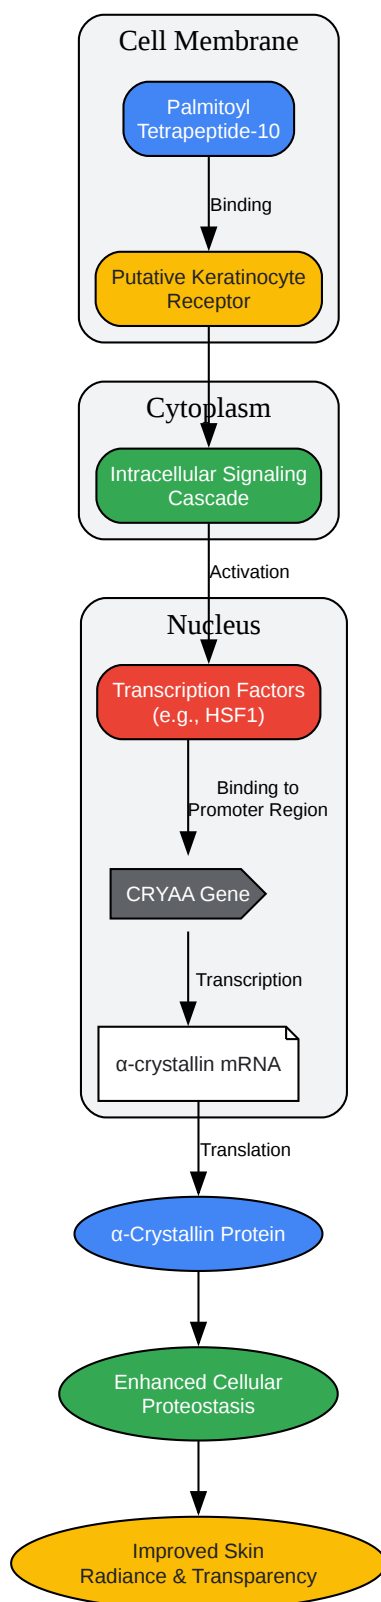 Cell Membrane
Palmitoyl
Tetrapeptide-10
Binding
Putative Keratinocyte
Receptor
Cytoplasm
Intracellular Signaling
Cascade
Activation
Nucleus
Transcription Factors
(e.g., HSF1)
Binding to
Promoter Region
CRYAA Gene
Transcription
α-crystallin mRNA
Translation
α-Crystallin Protein
Enhanced Cellular
Proteostasis
Improved Skin
Radiance & Transparency